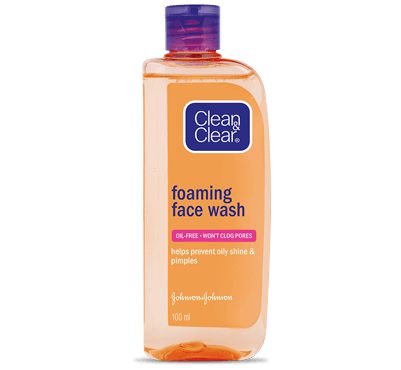 Clean
&
Clear®
foaming
face wash
OIL-FREE • WON'T CLOG PORES
helps prevent oily shine &
pimples
Johnson+Johnson
100 ml